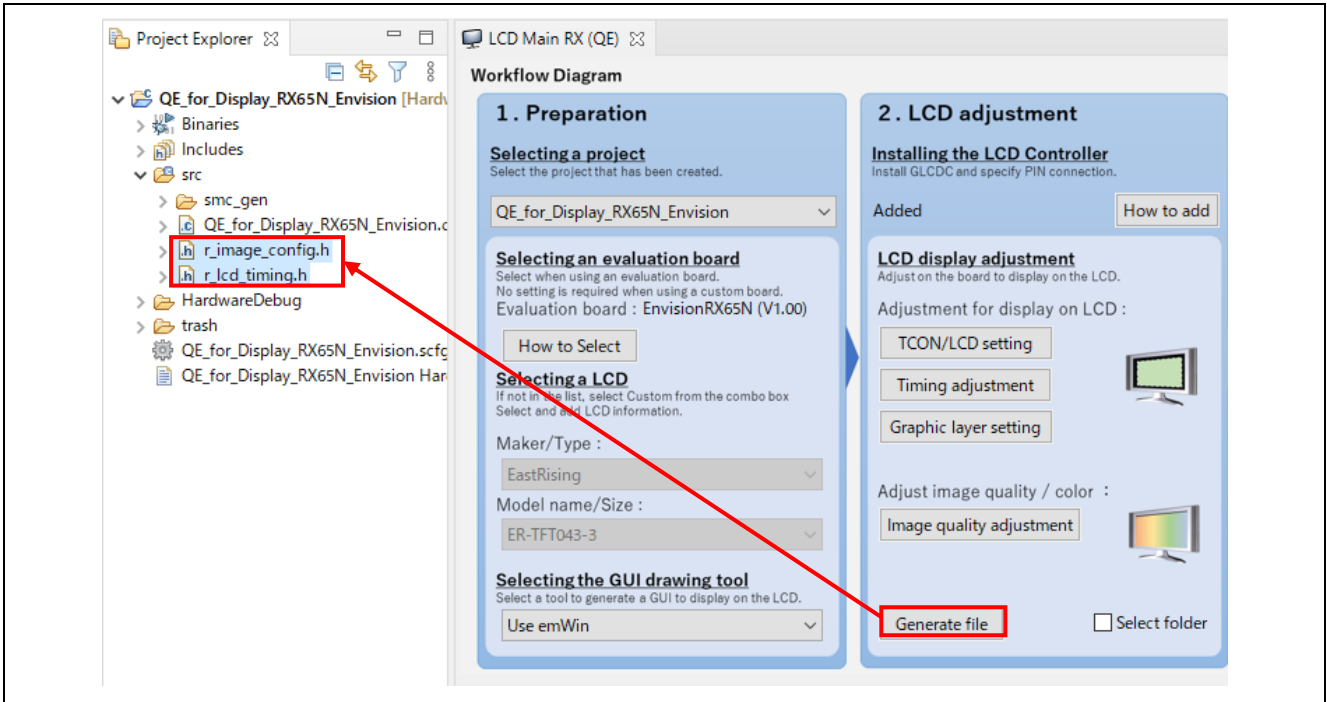 Project Explorer
QE_for_Display_RX65N_Envision [Hardw
Binaries
Includes
src
smc_gen
QE_for_Display_RX65N_Envision.c
r_image_config.h
r_lcd_timing.h
HardwareDebug
trash
QE_for_Display_RX65N_Envision.scfg
QE_for_Display_RX65N_Envision Har
LCD Main RX (QE)
Workflow Diagram
1. Preparation
Selecting a project
Select the project that has been created.
QE_for_Display_RX65N_Envision
Selecting an evaluation board
Select when using an evaluation board.
No setting is required when using a custom board.
Evaluation board : EnvisionRX65N (V1.00)
How to Select
Selecting a LCD
If not in the list, select Custom from the combo box
Select and add LCD information.
Maker/Type :
EastRising
Model name/Size :
ER-TFT043-3
Selecting the GUI drawing tool
Select a tool to generate a GUI to display on the LCD.
Use emWin
2. LCD adjustment
Installing the LCD Controller
Install GLCDC and specify PIN connection.
Added
How to add
LCD display adjustment
Adjust on the board to display on the LCD.
Adjustment for display on LCD :
TCON/LCD setting
Timing adjustment
Graphic layer setting
Adjust image quality / color :
Image quality adjustment
Generate file
Select folder